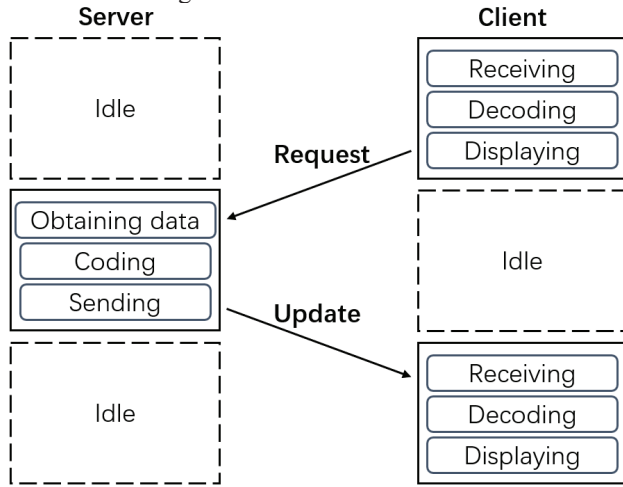 Server
Client
Idle
Receiving
Decoding
Displaying
Request
Obtaining data
Coding
Sending
Idle
Update
Idle
Receiving
Decoding
Displaying